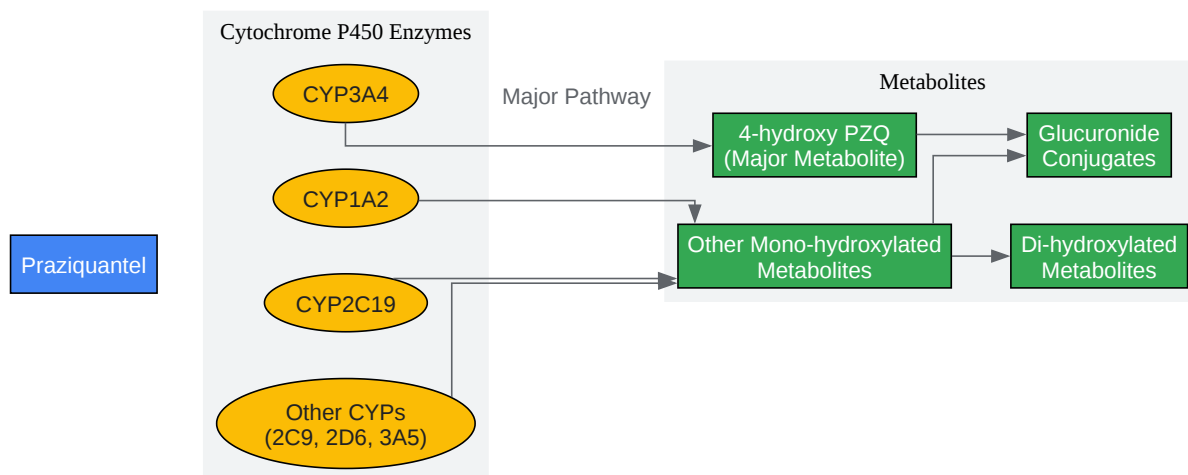 Cytochrome P450 Enzymes
CYP3A4
CYP1A2
CYP2C19
Other CYPs
(2C9, 2D6, 3A5)
Praziquantel
Major Pathway
Metabolites
4-hydroxy PZQ
(Major Metabolite)
Glucuronide
Conjugates
Other Mono-hydroxylated
Metabolites
Di-hydroxylated
Metabolites